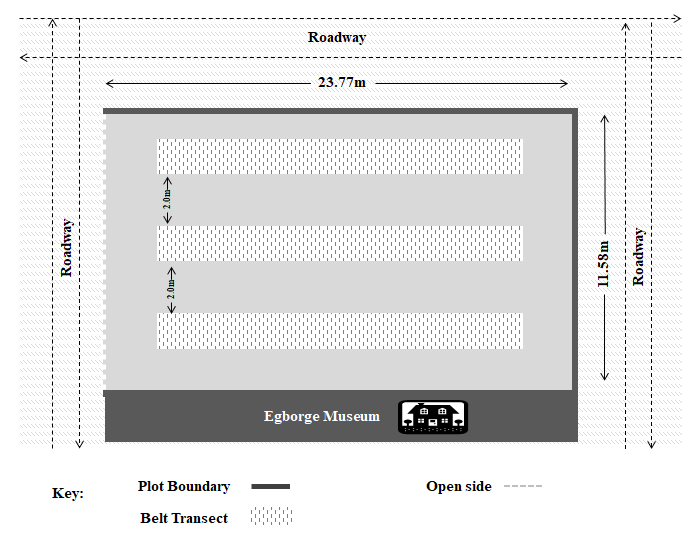 Roadway
23.77m
2.0m
2.0m
Roadway
11.58m
Roadway
Egborge Museum
Key:
Plot Boundary
Open side
Belt Transect